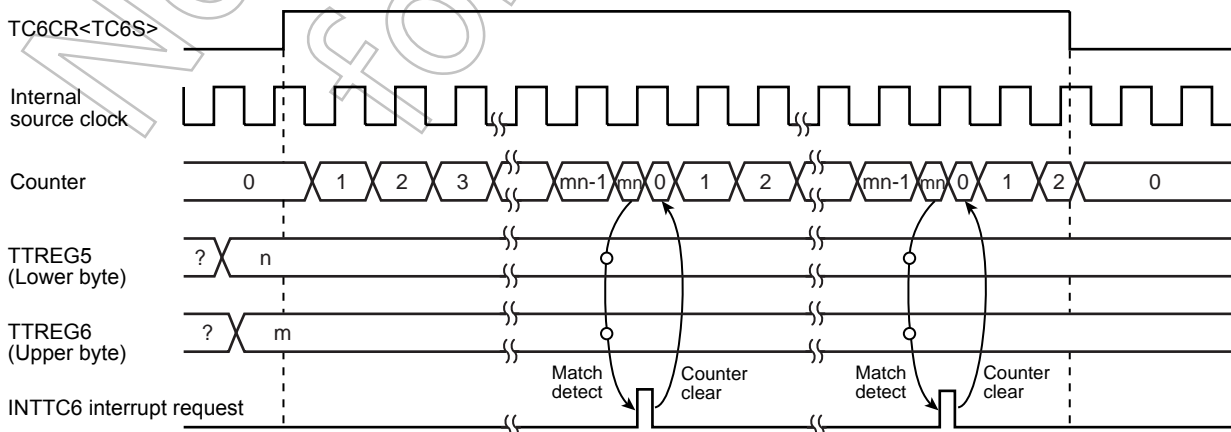 TC6CR<TC6S>
Internal
source clock
Counter
0 1 2 3 mn-1 mn 0 1 2 mn-1 mn 0 1 2 0
TTREG5
(Lower byte)
? n
TTREG6
(Upper byte)
? m
Match
detect
Counter
clear
Match
detect
Counter
clear
INTTC6 interrupt request